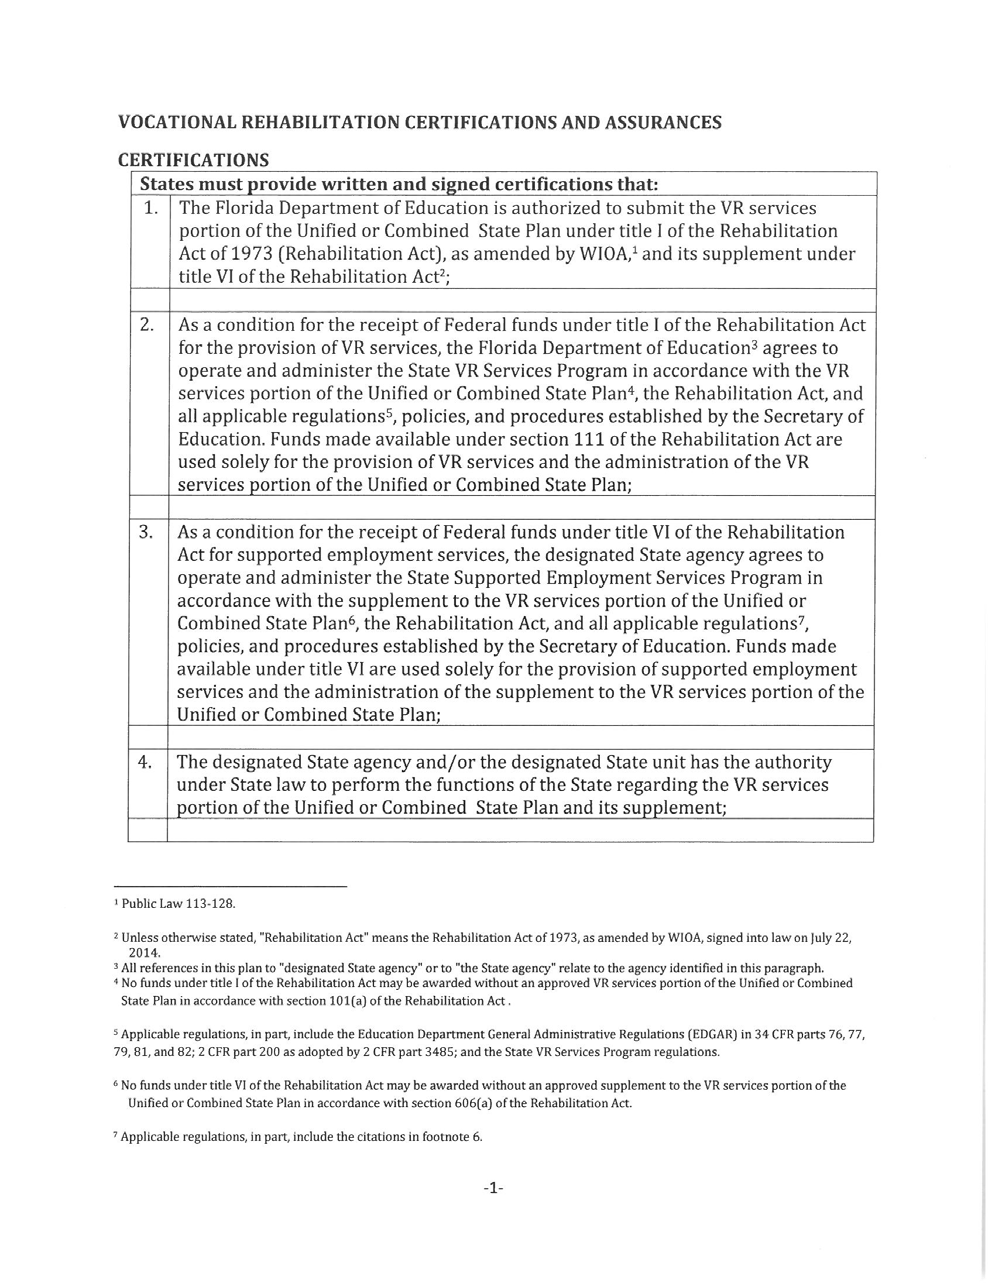 VOCATIONAL REHABILITATION CERTIFICATIONS AND ASSURANCES
CERTIFICATIONS
States must provide written and signed certifications that:
1. The Florida Department of Education is authorized to submit the VR services
portion of the Unified or Combined State Plan under title I of the Rehabilitation
Act of 1973 (Rehabilitation Act), as amended by WIOA,¹ and its supplement under
title VI of the Rehabilitation Act²;
2. As a condition for the receipt of Federal funds under title I of the Rehabilitation Act
for the provision of VR services, the Florida Department of Education³ agrees to
operate and administer the State VR Services Program in accordance with the VR
services portion of the Unified or Combined State Plan⁴, the Rehabilitation Act, and
all applicable regulations⁵, policies, and procedures established by the Secretary of
Education. Funds made available under section 111 of the Rehabilitation Act are
used solely for the provision of VR services and the administration of the VR
services portion of the Unified or Combined State Plan;
3. As a condition for the receipt of Federal funds under title VI of the Rehabilitation
Act for supported employment services, the designated State agency agrees to
operate and administer the State Supported Employment Services Program in
accordance with the supplement to the VR services portion of the Unified or
Combined State Plan⁶, the Rehabilitation Act, and all applicable regulations⁷,
policies, and procedures established by the Secretary of Education. Funds made
available under title VI are used solely for the provision of supported employment
services and the administration of the supplement to the VR services portion of the
Unified or Combined State Plan;
4. The designated State agency and/or the designated State unit has the authority
under State law to perform the functions of the State regarding the VR services
portion of the Unified or Combined State Plan and its supplement;
¹ Public Law 113-128.
² Unless otherwise stated, "Rehabilitation Act" means the Rehabilitation Act of 1973, as amended by WIOA, signed into law on July 22,
2014.
³ All references in this plan to "designated State agency" or to "the State agency" relate to the agency identified in this paragraph.
⁴ No funds under title I of the Rehabilitation Act may be awarded without an approved VR services portion of the Unified or Combined
State Plan in accordance with section 101(a) of the Rehabilitation Act .
⁵ Applicable regulations, in part, include the Education Department General Administrative Regulations (EDGAR) in 34 CFR parts 76, 77,
79, 81, and 82; 2 CFR part 200 as adopted by 2 CFR part 3485; and the State VR Services Program regulations.
⁶ No funds under title VI of the Rehabilitation Act may be awarded without an approved supplement to the VR services portion of the
Unified or Combined State Plan in accordance with section 606(a) of the Rehabilitation Act.
⁷ Applicable regulations, in part, include the citations in footnote 6.
-1-